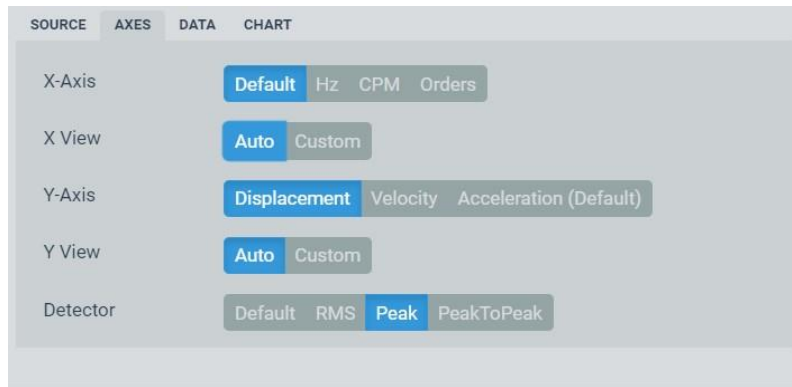 SOURCE AXES DATA CHART
X-Axis Default Hz CPM Orders
X View Auto Custom
Y-Axis Displacement Velocity Acceleration (Default)
Y View Auto Custom
Detector Default RMS Peak PeakToPeak